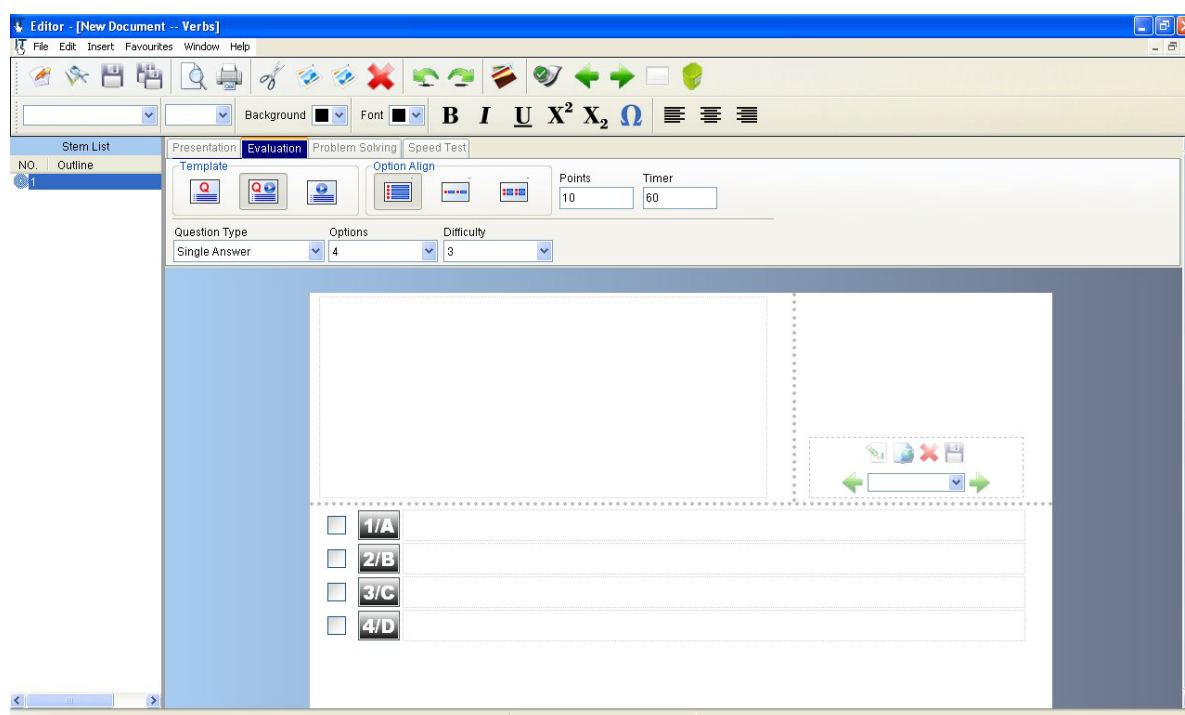 Editor - [New Document -- Verbs]
File Edit Insert Favourites Window Help
Background Font B I U X² X₂ Ω
Stem List
NO. Outline
1
Presentation Evaluation Problem Solving Speed Test
Template Option Align
Points Timer
Q Q 10 60
Question Type Options Difficulty
Single Answer 4 3
1/A
2/B
3/C
4/D